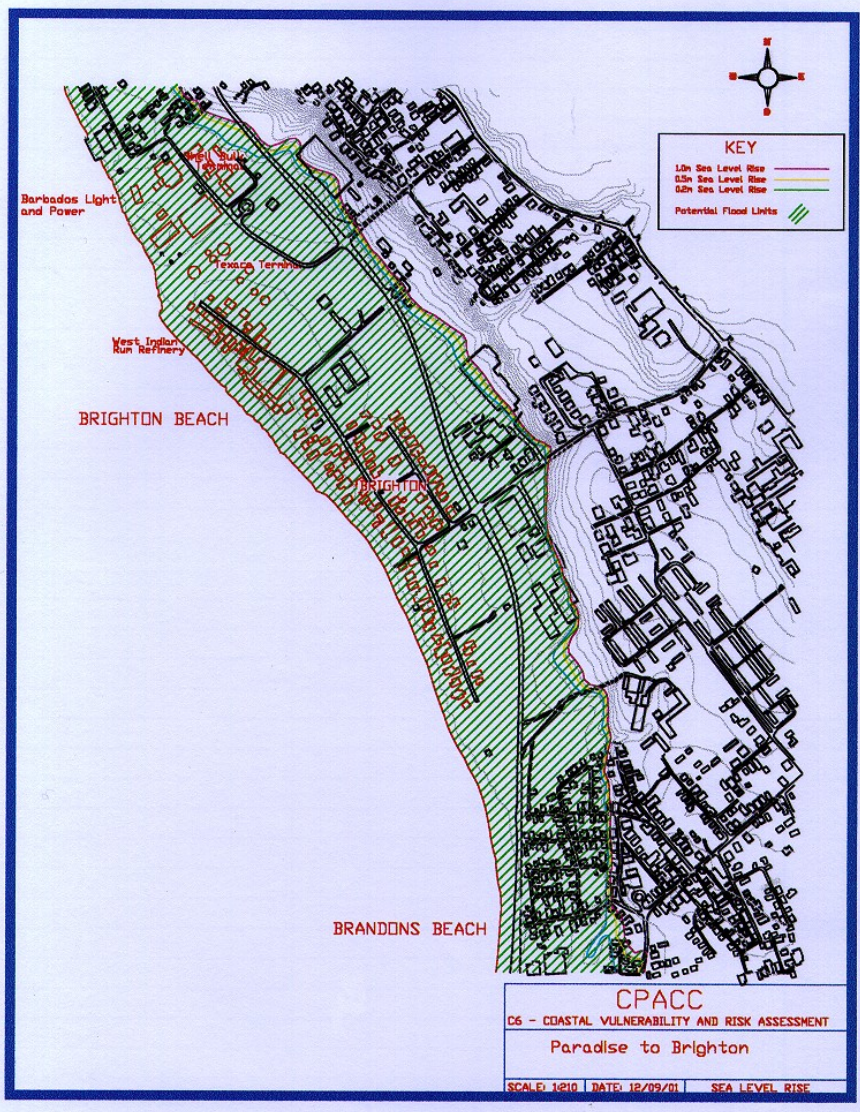 N
KEY
1.0m Sea Level Rise
0.5m Sea Level Rise
0.2m Sea Level Rise
Potential Flood Limits
Shell Bulk
Terminal
Barbados Light
and Power
Texaco Terminal
West Indian
Rum Refinery
BRIGHTON BEACH
BRIGHTON
BRANDONS BEACH
CPACC
C6 - COASTAL VULNERABILITY AND RISK ASSESSMENT
Paradise to Brighton
SCALE: 1:210 DATE: 12/09/01 SEA LEVEL RISE